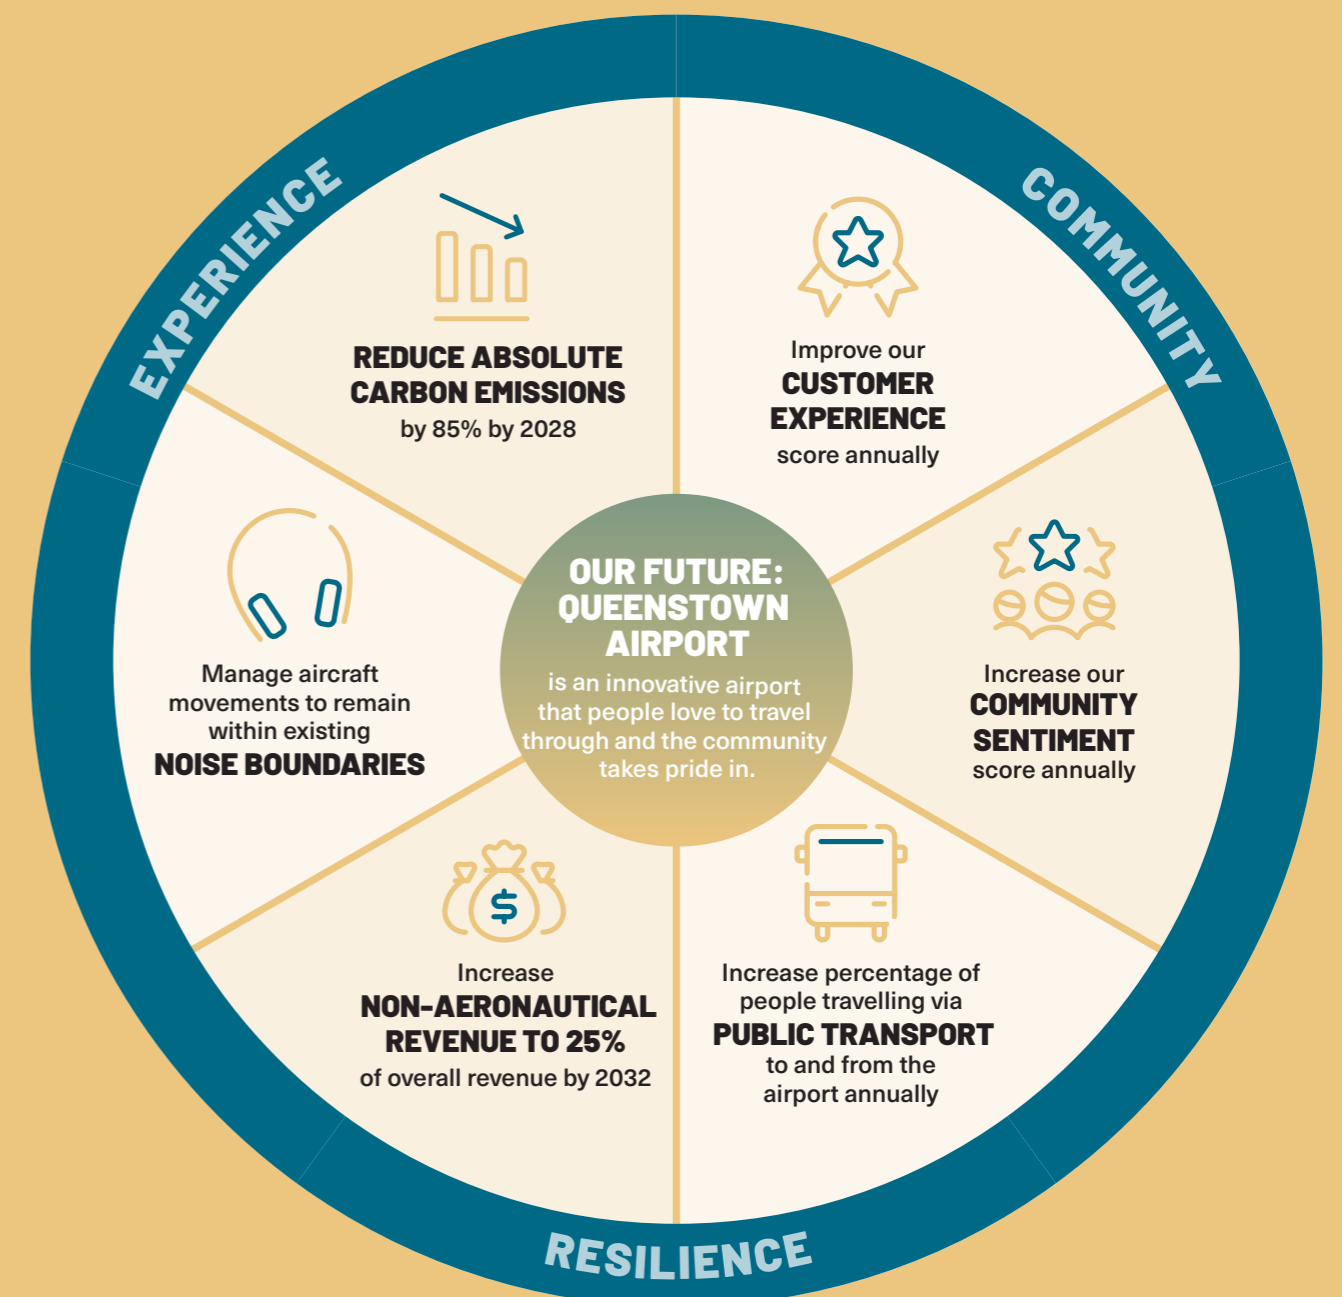 EXPERIENCE
COMMUNITY
RESILIENCE
REDUCE ABSOLUTE
CARBON EMISSIONS
by 85% by 2028
Improve our
CUSTOMER
EXPERIENCE
score annually
Manage aircraft
movements to remain
within existing
NOISE BOUNDARIES
OUR FUTURE:
QUEENSTOWN
AIRPORT
is an innovative airport
that people love to travel
through and the community
takes pride in.
Increase our
COMMUNITY
SENTIMENT
score annually
$
Increase
NON-AERONAUTICAL
REVENUE TO 25%
of overall revenue by 2032
Increase percentage of
people travelling via
PUBLIC TRANSPORT
to and from the
airport annually